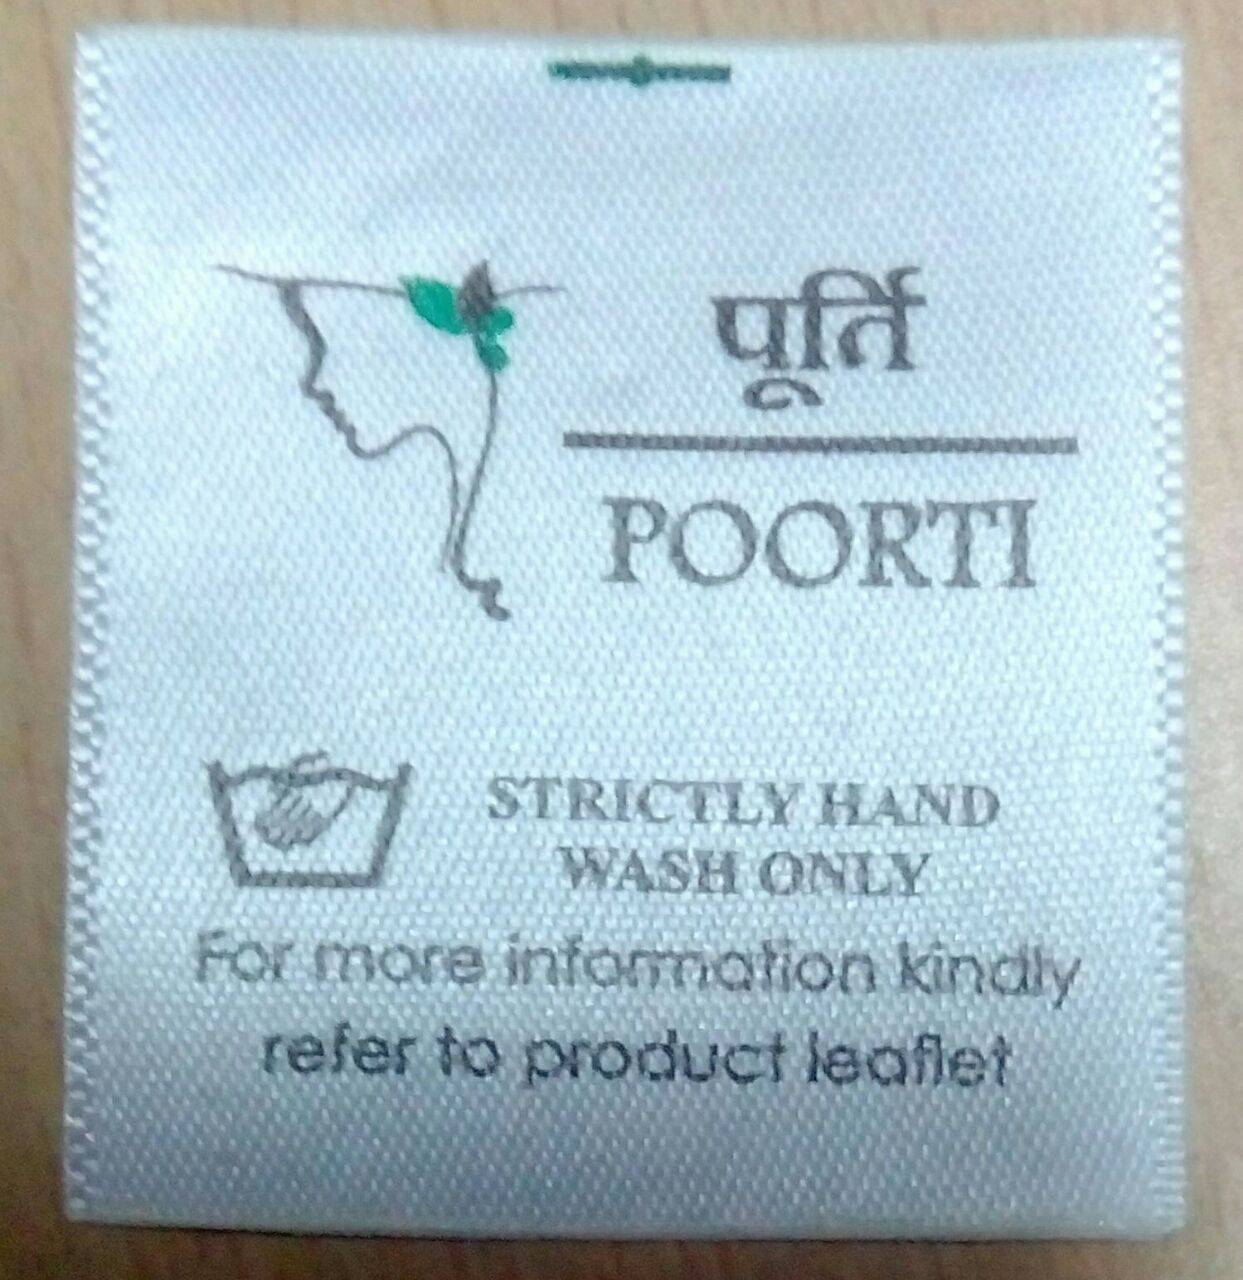 पूर्ति
POORTI
STRICTLY HAND
WASH ONLY
For more information kindly
refer to product leaflet